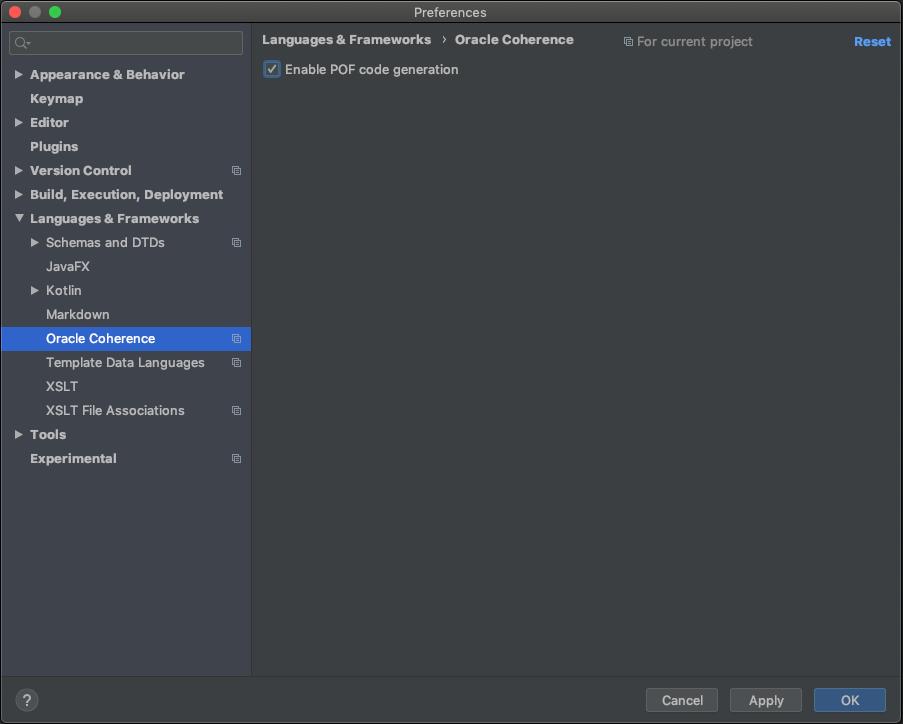 Preferences
Languages & Frameworks › Oracle Coherence
For current project
Reset
Enable POF code generation
Appearance & Behavior
Keymap
Editor
Plugins
Version Control
Build, Execution, Deployment
Languages & Frameworks
Schemas and DTDs
JavaFX
Kotlin
Markdown
Oracle Coherence
Template Data Languages
XSLT
XSLT File Associations
Tools
Experimental
?
Cancel
Apply
OK